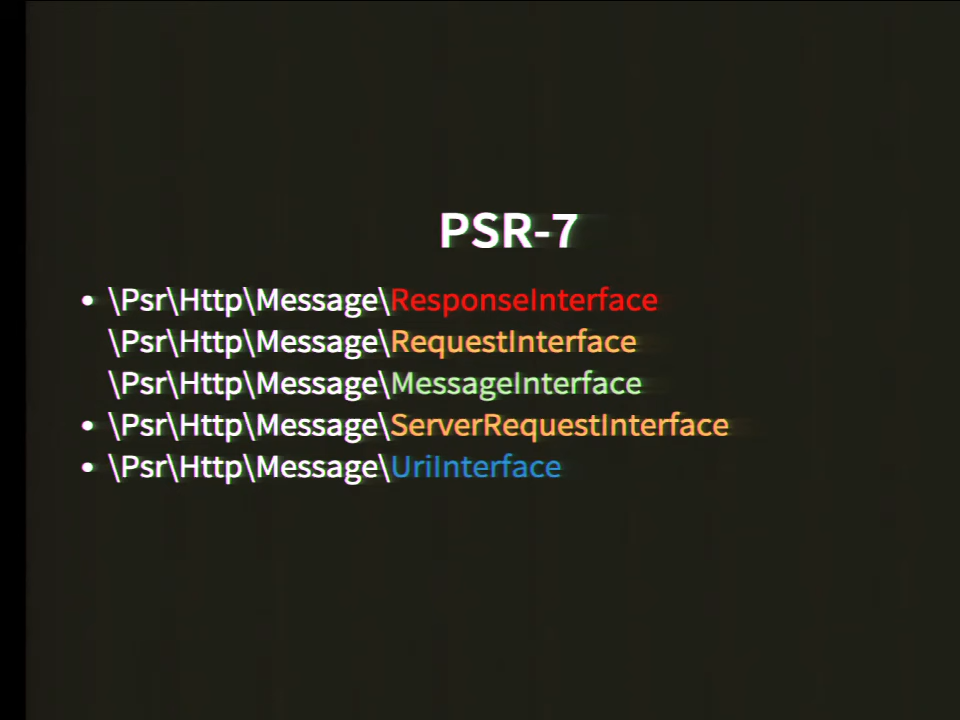 PSR-7
• \Psr\Http\Message\ResponseInterface
\Psr\Http\Message\RequestInterface
\Psr\Http\Message\MessageInterface
• \Psr\Http\Message\ServerRequestInterface
• \Psr\Http\Message\UriInterface